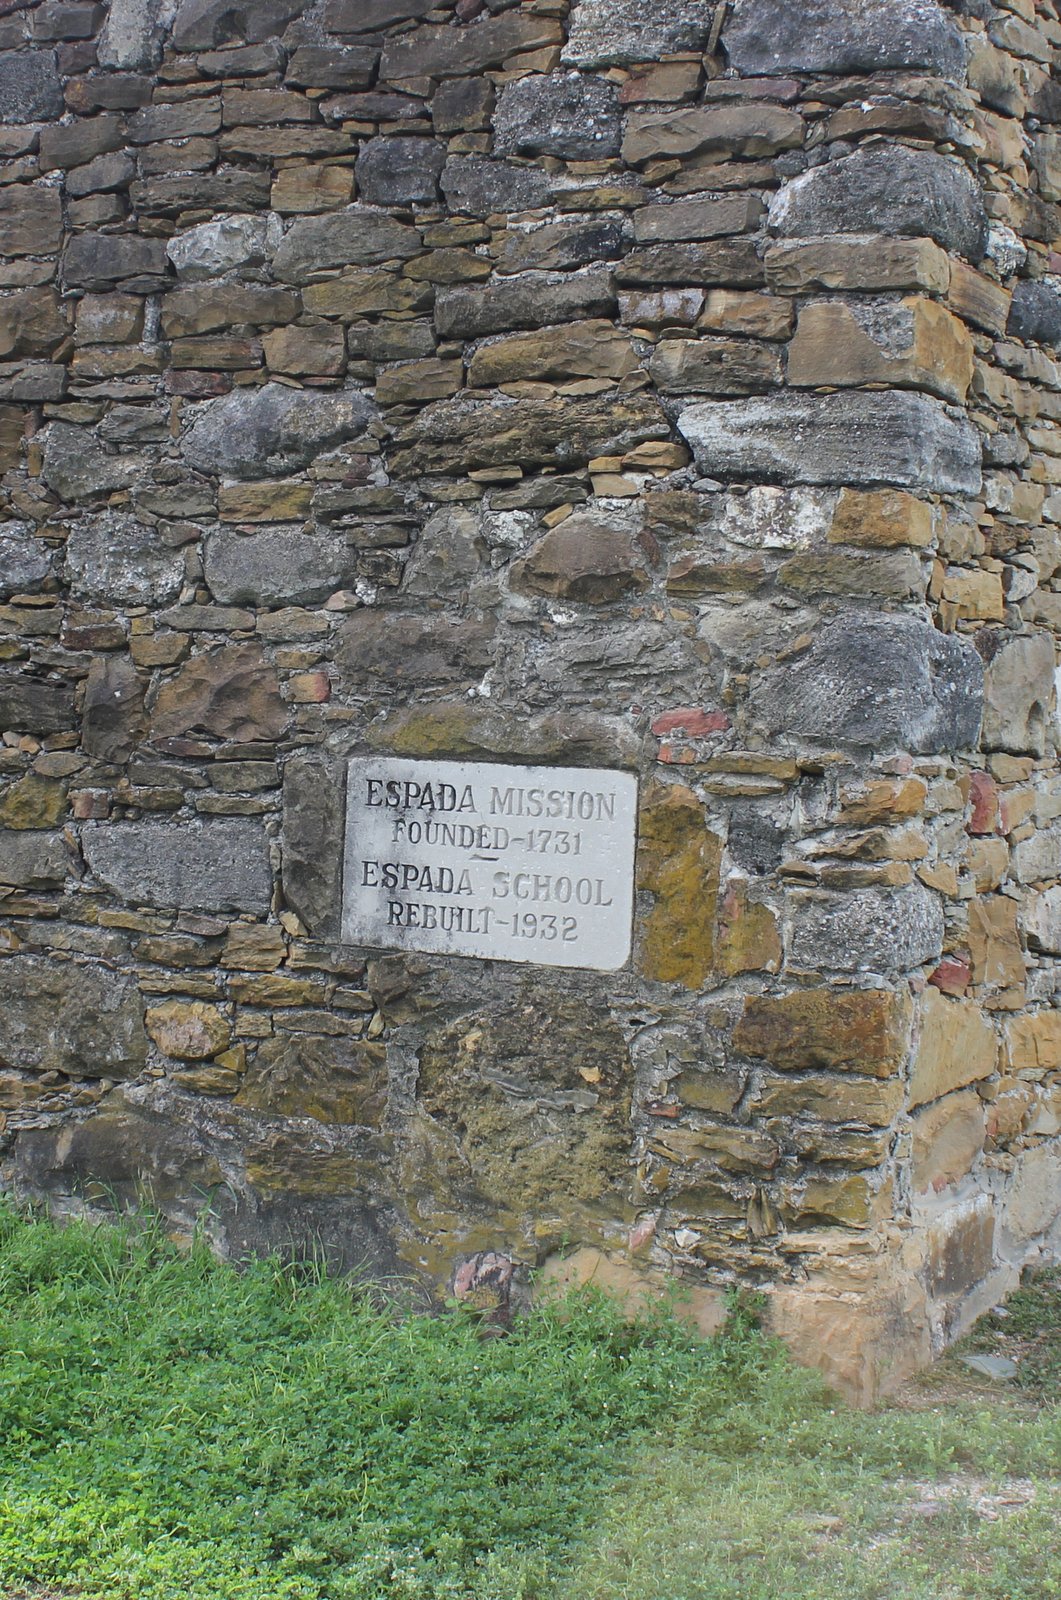 ESPADA MISSION
FOUNDED-1731
ESPADA SCHOOL
REBUILT-1932